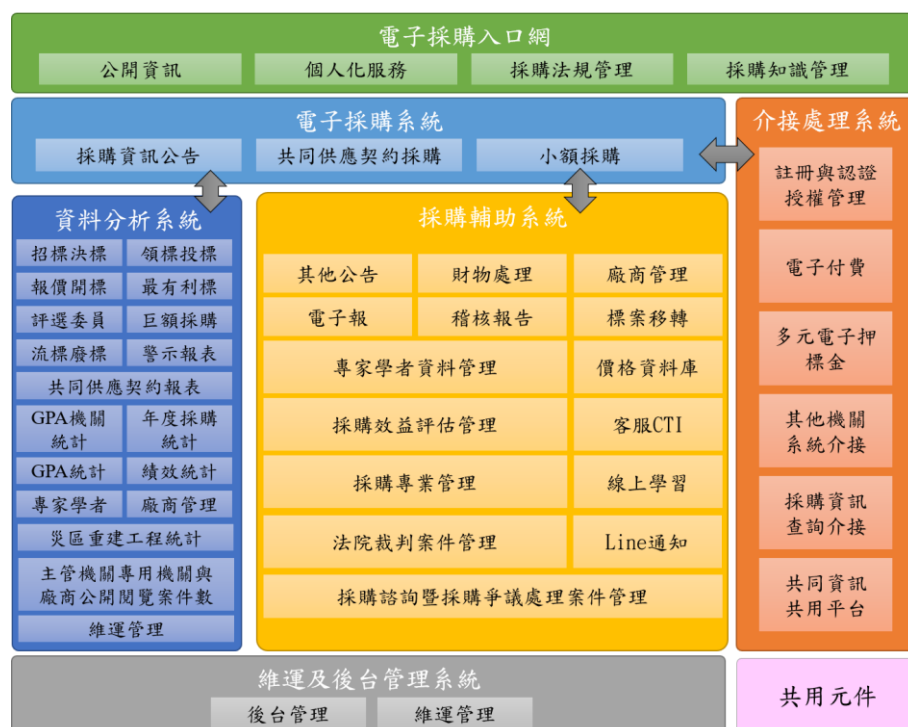 電子採購入口網
公開資訊
個人化服務
採購法規管理
採購知識管理
電子採購系統
採購資訊公告
共同供應契約採購
小額採購
資料分析系統
招標決標
領標投標
報價開標
最有利標
評選委員
巨額採購
流標廢標
警示報表
共同供應契約報表
GPA機關
統計
年度採購
統計
GPA統計
績效統計
專家學者
廠商管理
災區重建工程統計
主管機關專用機關與
廠商公開閱覽案件數
維運管理
採購輔助系統
其他公告
財物處理
廠商管理
電子報
稽核報告
標案移轉
專家學者資料管理
價格資料庫
採購效益評估管理
客服CTI
採購專業管理
線上學習
法院裁判案件管理
Line通知
採購諮詢暨採購爭議處理案件管理
介接處理系統
註冊與認證
授權管理
電子付費
多元電子押
標金
其他機關
系統介接
採購資訊
查詢介接
共同資訊
共用平台
維運及後台管理系統
後台管理
維運管理
共用元件